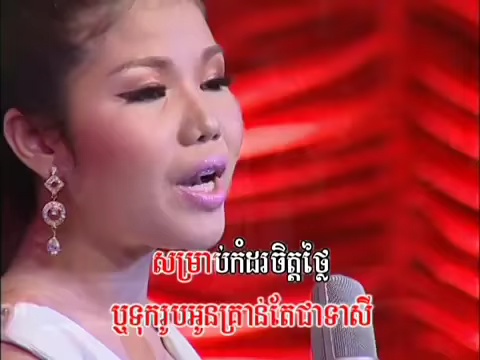 សម្រាប់កំដរចិត្តថ្លៃ
ឬទុករូបអូនគ្រាន់តែជាទាសី